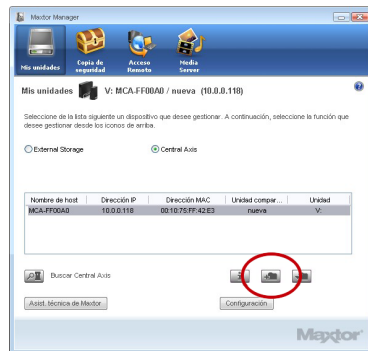 Maxtor Manager
Mis unidades
Copia de seguridad
Acceso Remoto
Media Server
Mis unidades V: MCA-FF00A0 / nueva (10.0.0.118)
Seleccione de la lista siguiente un dispositivo que desee gestionar. A continuación, seleccione la función que
desee gestionar desde los iconos de arriba.
External Storage Central Axis
Nombre de host Dirección IP Dirección MAC Unidad compar... Unidad
MCA-FF00A0 10.0.0.118 00:10:75:FF:42:E3 nueva V:
Buscar Central Axis
Asist. técnica de Maxtor Configuración
Maxtor